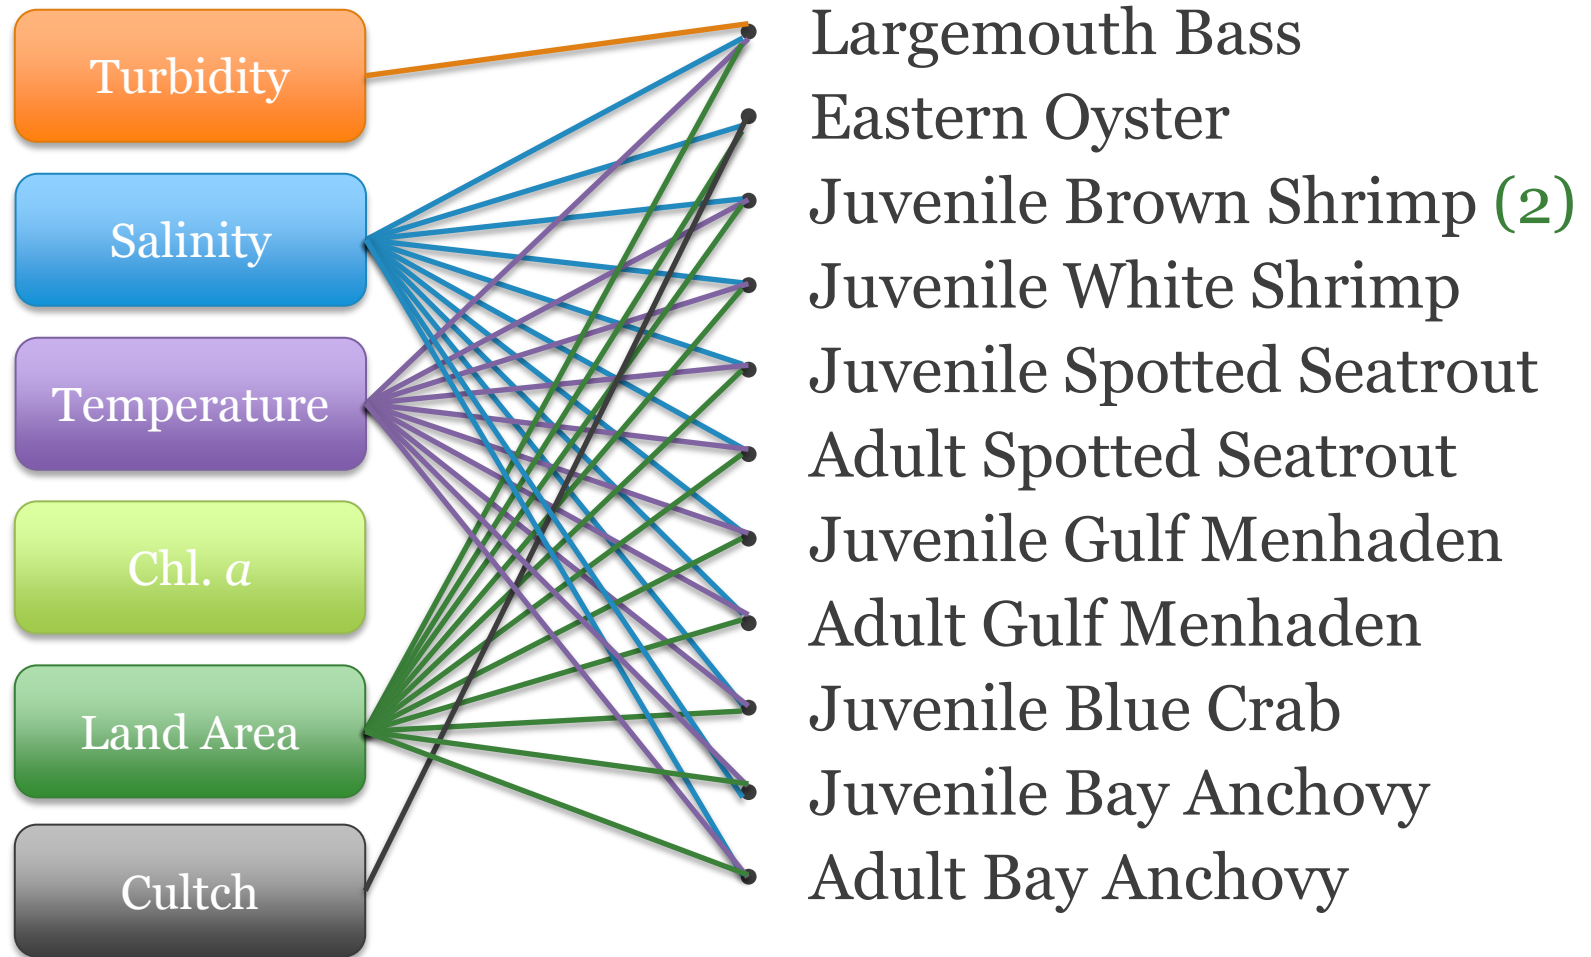 Turbidity
Salinity
Temperature
Chl. a
Land Area
Cultch
Largemouth Bass
Eastern Oyster
Juvenile Brown Shrimp (2)
Juvenile White Shrimp
Juvenile Spotted Seatrout
Adult Spotted Seatrout
Juvenile Gulf Menhaden
Adult Gulf Menhaden
Juvenile Blue Crab
Juvenile Bay Anchovy
Adult Bay Anchovy